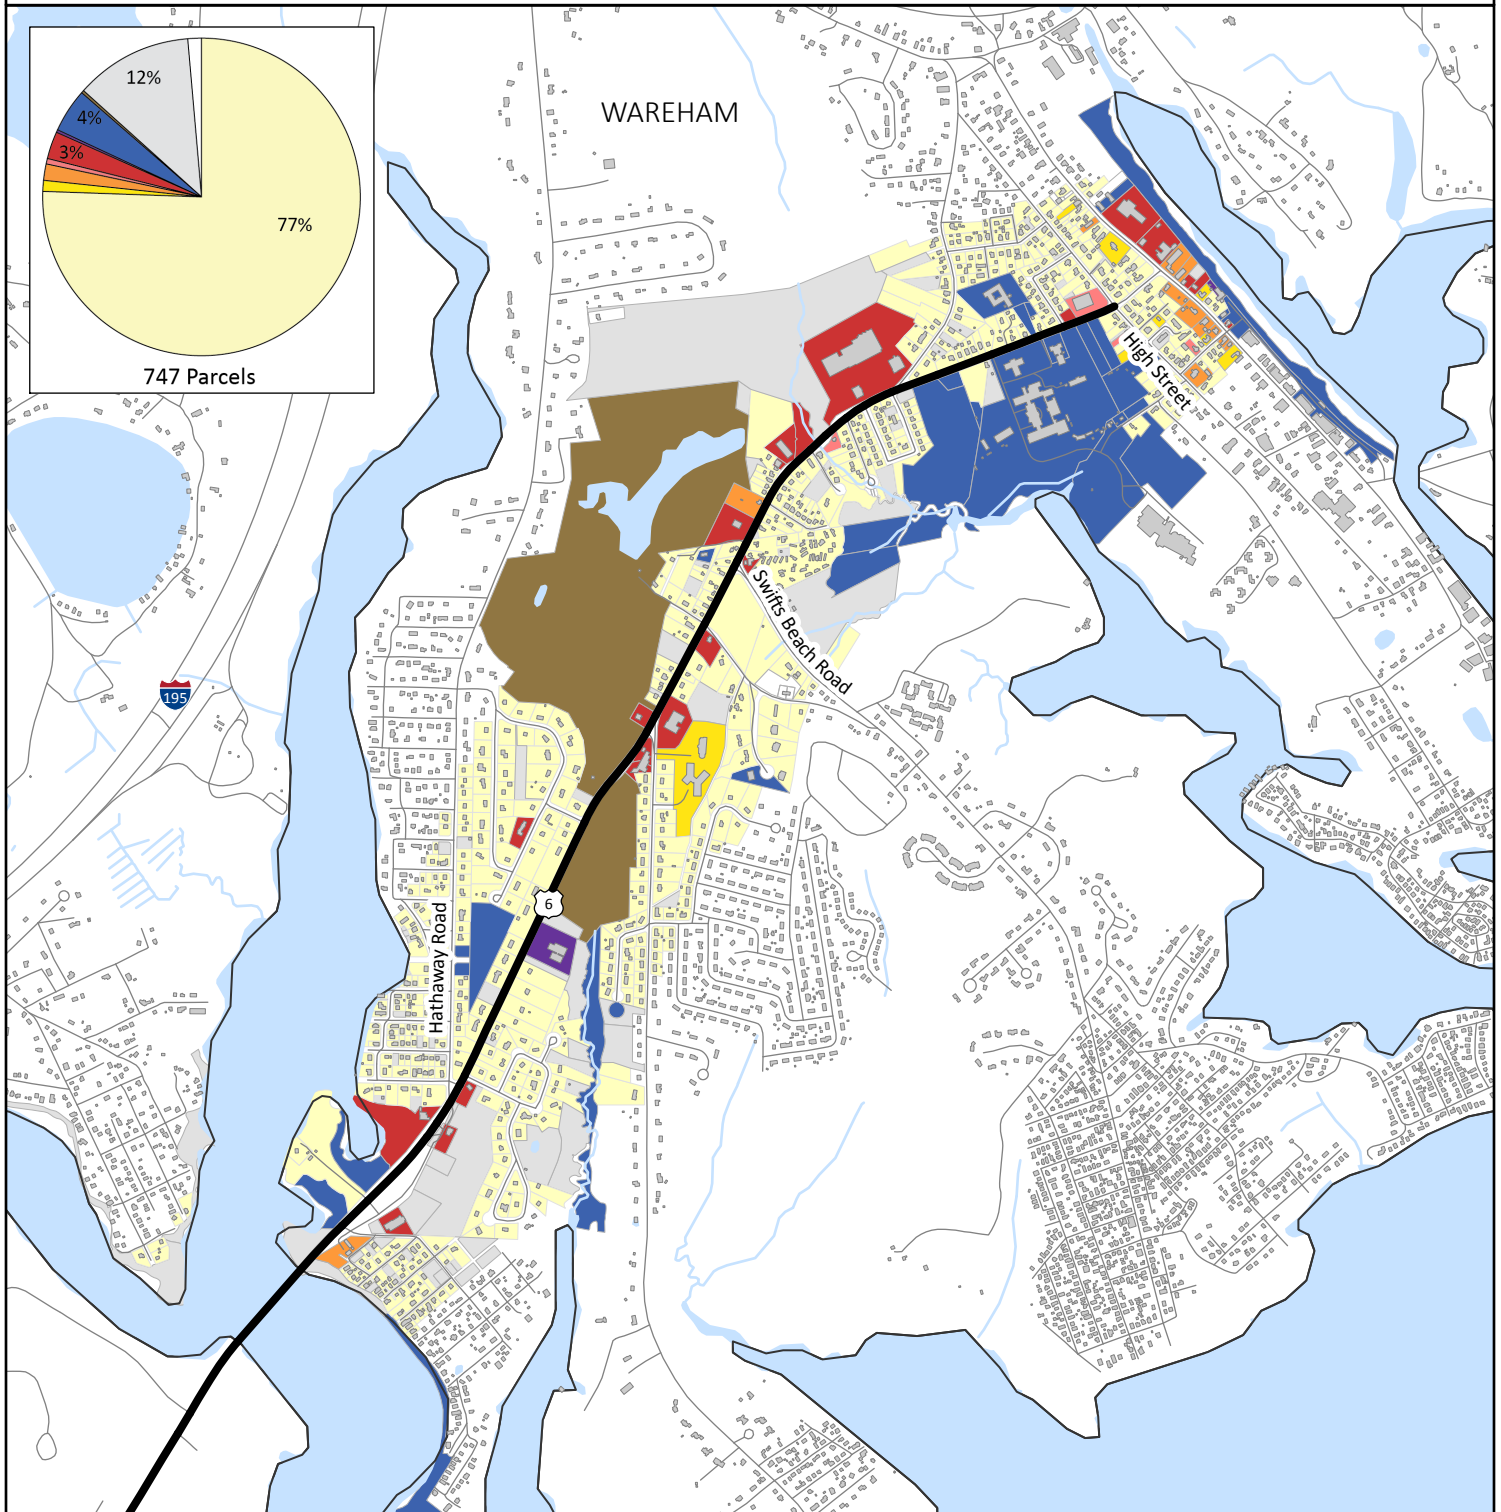 WAREHAM
12%
4%
3%
77%
747 Parcels
High Street
Swifts Beach Road
195
6
Hathaway Road